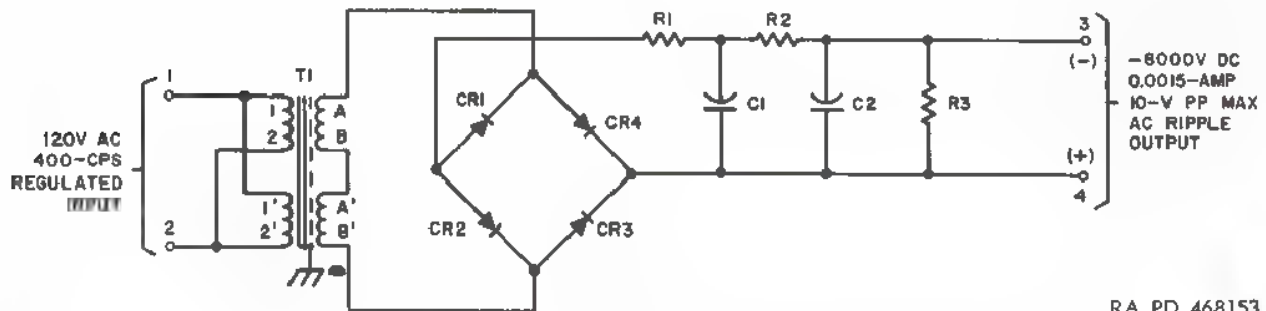 120V AC
400-CPS
REGULATED
1
2
T1
1
2
1'
2'
A
B
A'
B'
CR1
CR4
CR2
CR3
R1
R2
C1
C2
R3
3
(-)
(+)
4
-6000V DC
0.0015-AMP
10-V PP MAX
AC RIPPLE
OUTPUT
RA PD 468153